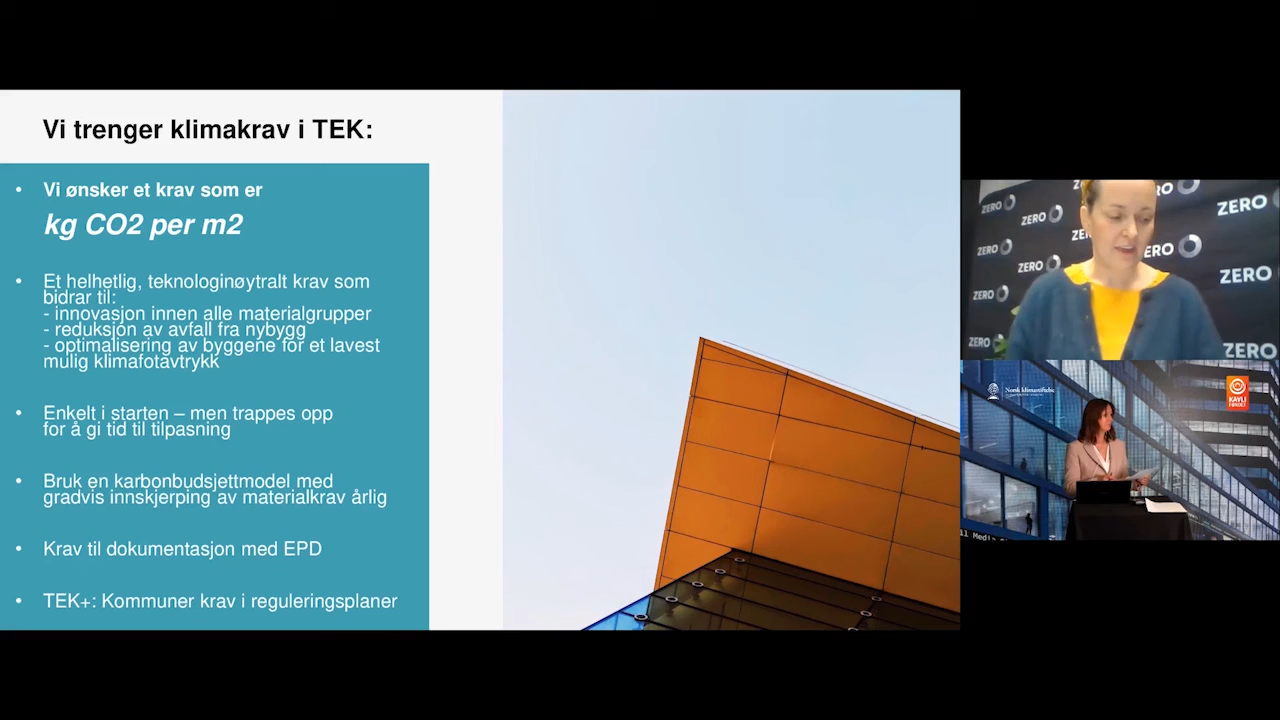 Vi trenger klimakrav i TEK:
• Vi ønsker et krav som er
kg CO2 per m2
• Et helhetlig, teknologinøytralt krav som
bidrar til:
- innovasjon innen alle materialgrupper
- reduksjon av avfall fra nybygg
- optimalisering av byggene for et lavest
mulig klimafotavtrykk
• Enkelt i starten – men trappes opp
for å gi tid til tilpasning
• Bruk en karbonbudsjettmodel med
gradvis innskjerping av materialkrav årlig
• Krav til dokumentasjon med EPD
• TEK+: Kommuner krav i reguleringsplaner
ZERO
ZERO
ZERO
ZERO
ZERO
ZERO
ZERO
ZERO
ZERO
ZERO
Norsk klimastiftelse
KAVLI
FONDET